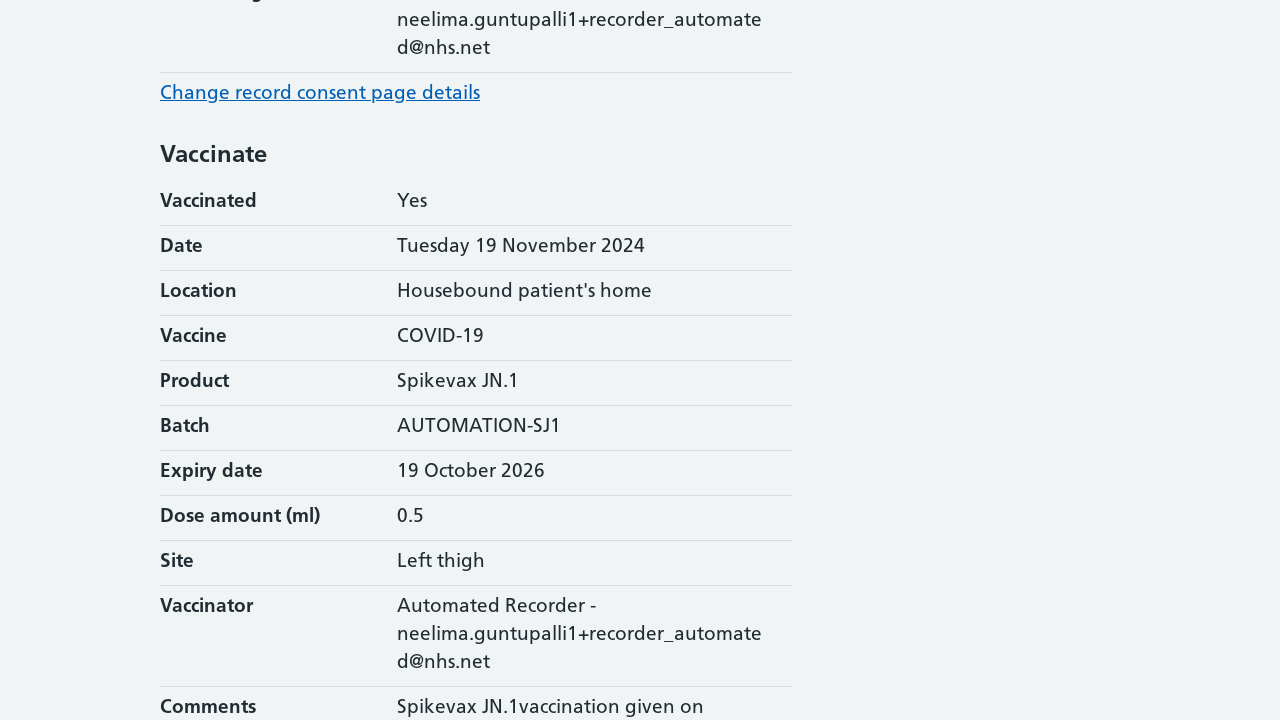 neelima.guntupalli1+recorder_automate
d@nhs.net
Change record consent page details
Vaccinate
Vaccinated Yes
Date Tuesday 19 November 2024
Location Housebound patient's home
Vaccine COVID-19
Product Spikevax JN.1
Batch AUTOMATION-SJ1
Expiry date 19 October 2026
Dose amount (ml) 0.5
Site Left thigh
Vaccinator Automated Recorder -
neelima.guntupalli1+recorder_automate
d@nhs.net
Comments Spikevax JN.1vaccination given on